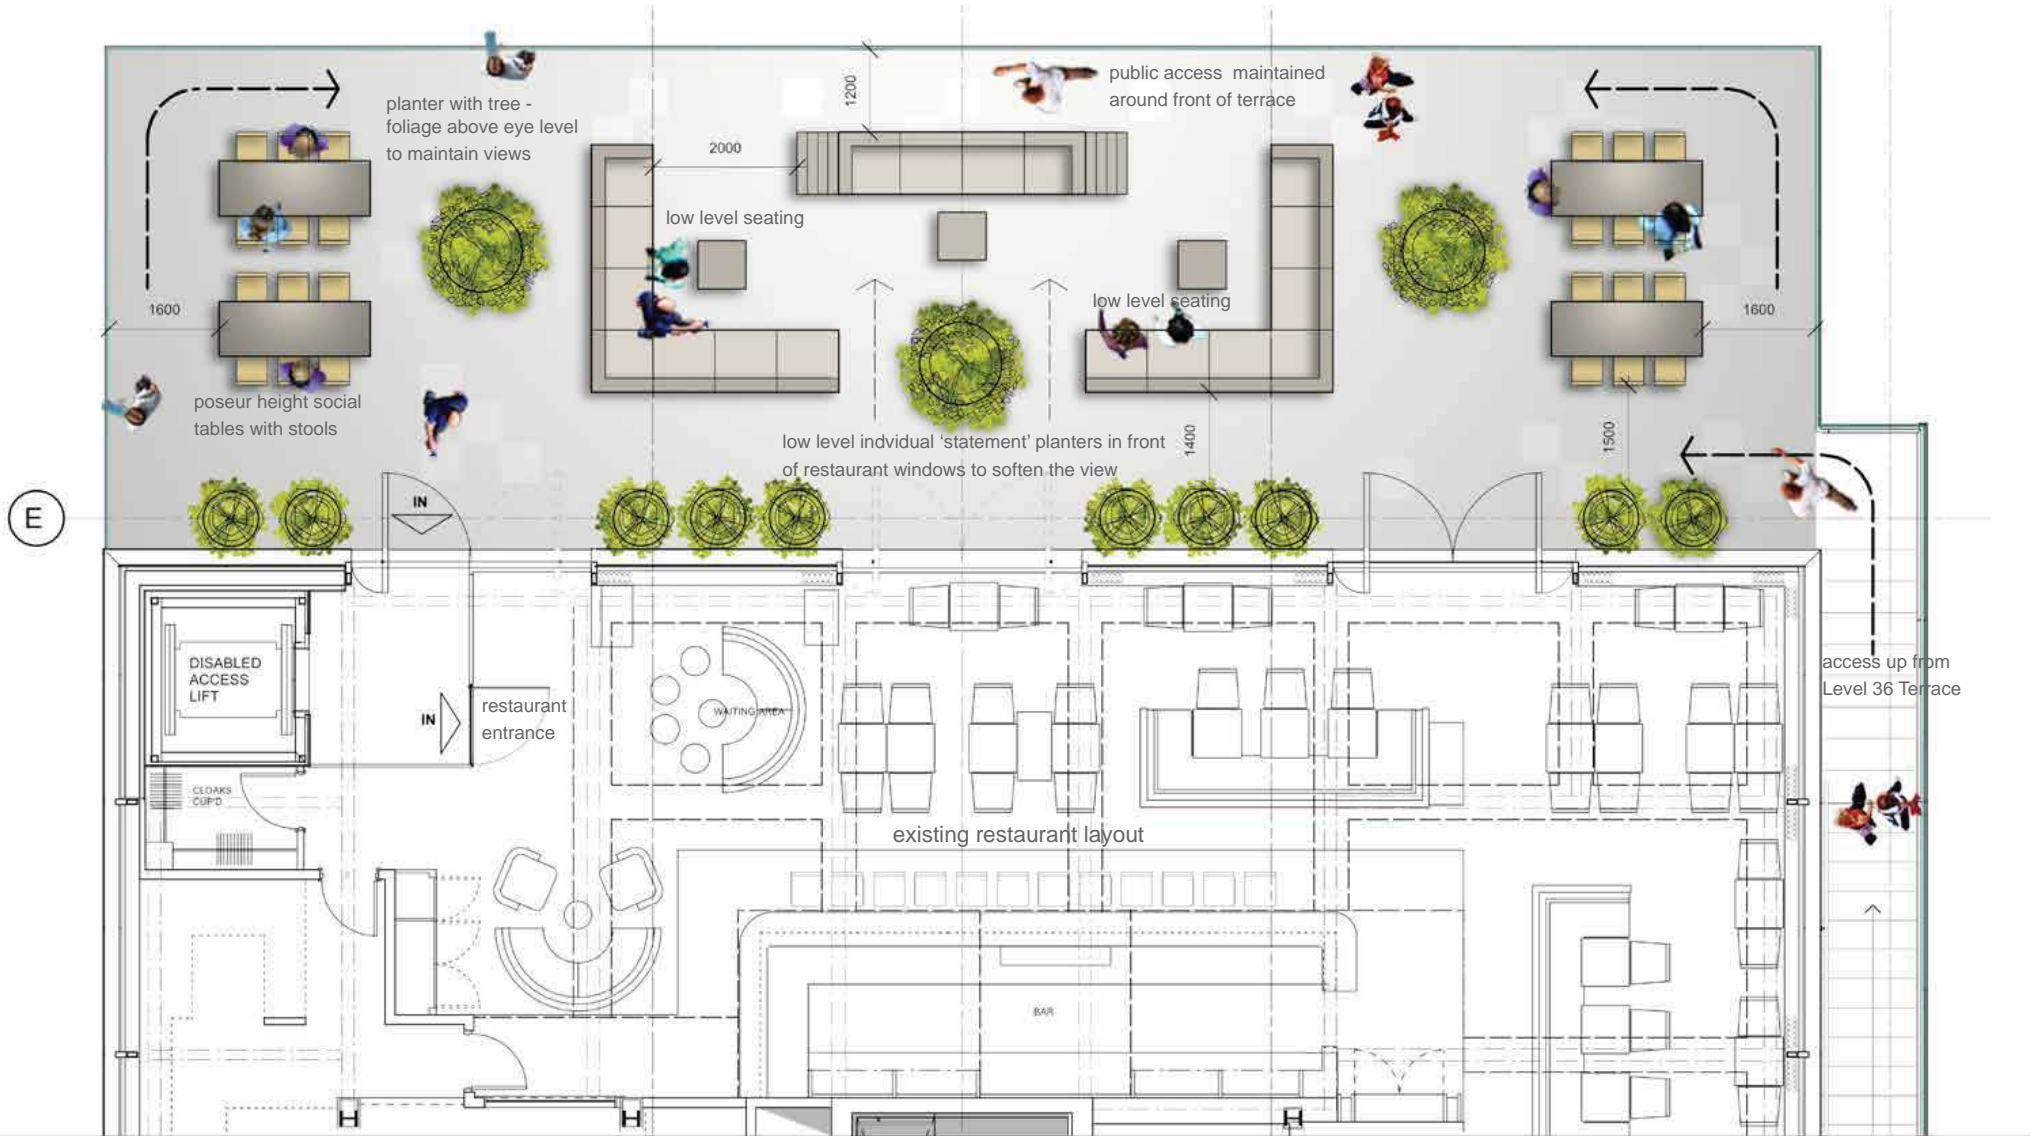 planter with tree -
foliage above eye level
to maintain views
1200
public access maintained
around front of terrace
2000
low level seating
low level seating
1600
1600
poseur height social
tables with stools
low level indvidual ‘statement’ planters in front
of restaurant windows to soften the view
1400
1500
E
IN
DISABLED
ACCESS
LIFT
IN
restaurant
entrance
WAITING AREA
access up from
Level 36 Terrace
CLOAKS
CUP'D
existing restaurant layout
BAR